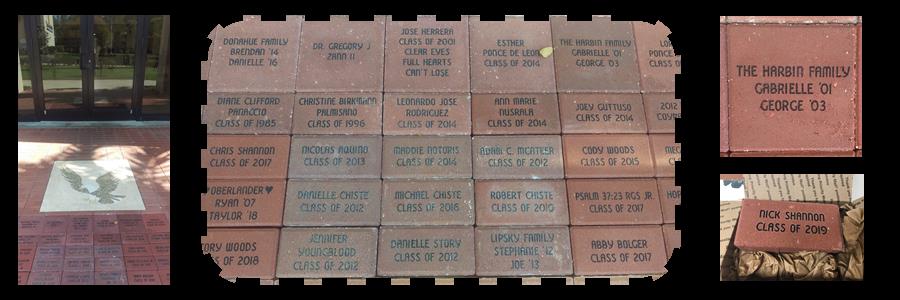 DONAHUE FAMILY
BRENDAN '14
DANIELLE '16
DR. GREGORY J
ZANN II
JOSE HERRERA
CLASS OF 2001
CLEAR EYES
FULL HEARTS
CAN'T LOSE
ESTHER
PONCE DE LEON
CLASS OF 2014
THE HARBIN FAMILY
GABRIELLE '01
GEORGE '03
DIANE CLIFFORD
PANACCIO
CLASS OF 1985
CHRISTINE BIRKMANN
PALMISANO
CLASS OF 1996
LEONARDO JOSE
RODRIGUEZ
CLASS OF 2014
ANN MARIE
NUSRALA
CLASS OF 2014
JOEY GUTTUSO
CLASS OF 2014
2012
CHRIS SHANNON
CLASS OF 2017
NICOLAS AQUINO
CLASS OF 2013
MADDIE NOTORIS
CLASS OF 2014
ADAM C. MCATEER
CLASS OF 2012
CODY WOODS
CLASS OF 2015
♥OBERLANDER♥
RYAN '07
TAYLOR '18
DANIELLE CHISTE
CLASS OF 2012
MICHAEL CHISTE
CLASS OF 2016
ROBERT CHISTE
CLASS OF 2010
PSALM 37:23 RGS JR.
CLASS OF 2017
ORY WOODS
OF 2018
JENNIFER
YOUNGBLOOD
CLASS OF 2012
DANIELLE STORY
CLASS OF 2012
LIPSKY FAMILY
STEPHANIE '12
JOE '13
ABBY BOLGER
CLASS OF 2017
THE HARBIN FAMILY
GABRIELLE '01
GEORGE '03
NICK SHANNON
CLASS OF 2019